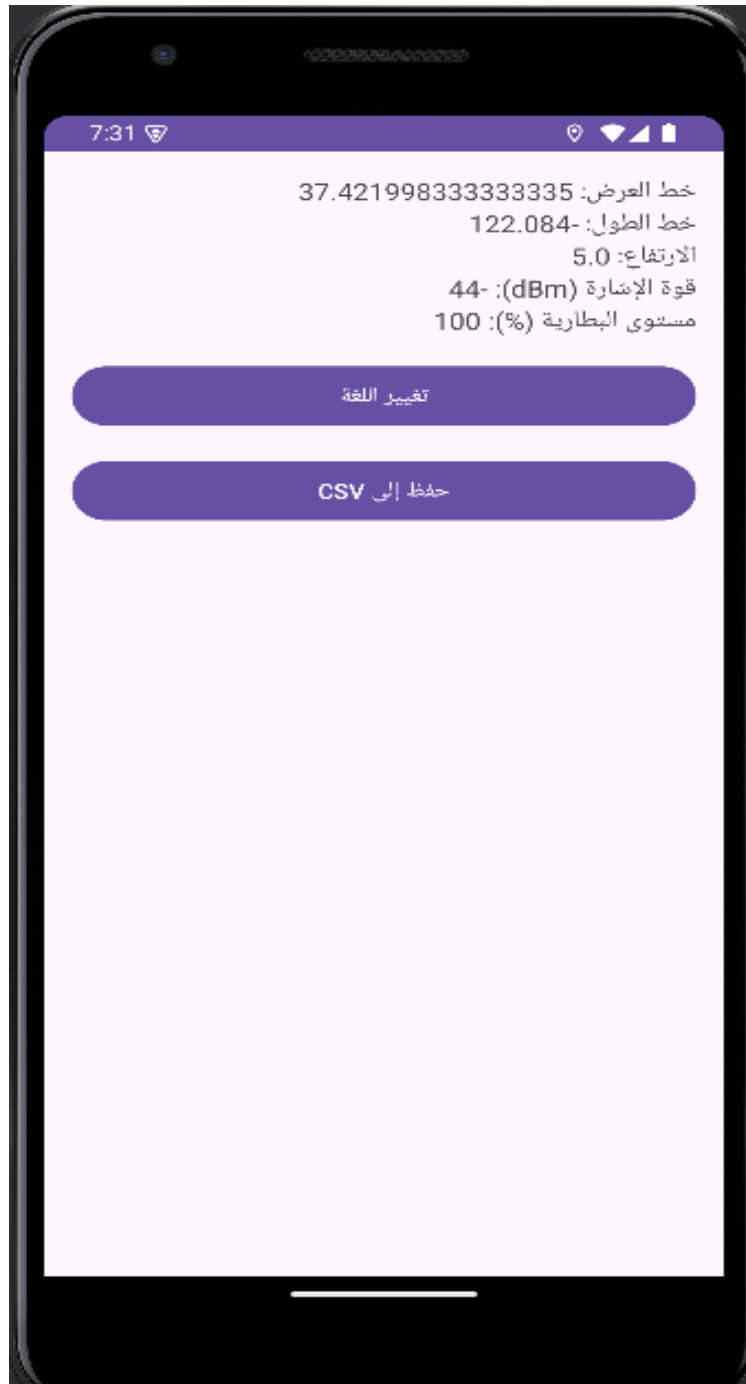 7:31
خط العرض: 37.421998333333335
خط الطول: -122.084
الارتفاع: 5.0
قوة الإشارة (dBm): -44
مستوى البطارية (%): 100
تغيير اللغة
حفظ إلى CSV